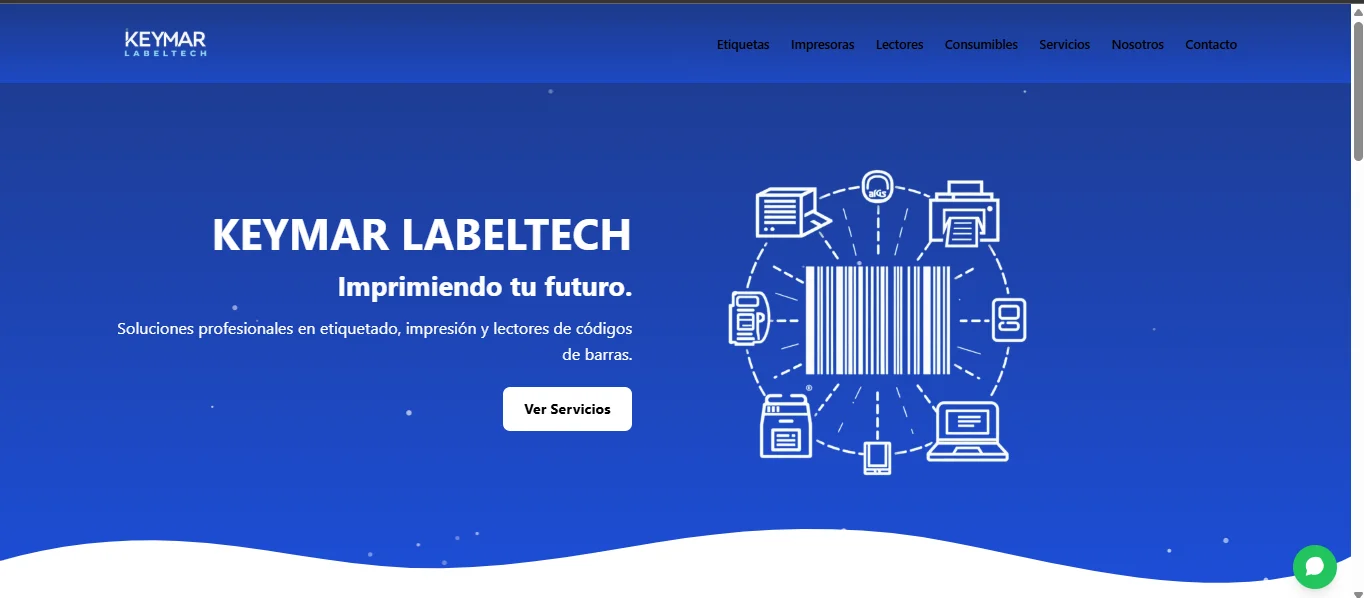 KEYMAR
LABELTECH
Etiquetas Impresoras Lectores Consumibles Servicios Nosotros Contacto
KEYMAR LABELTECH
Imprimiendo tu futuro.
Soluciones profesionales en etiquetado, impresión y lectores de códigos
de barras.
Ver Servicios
®